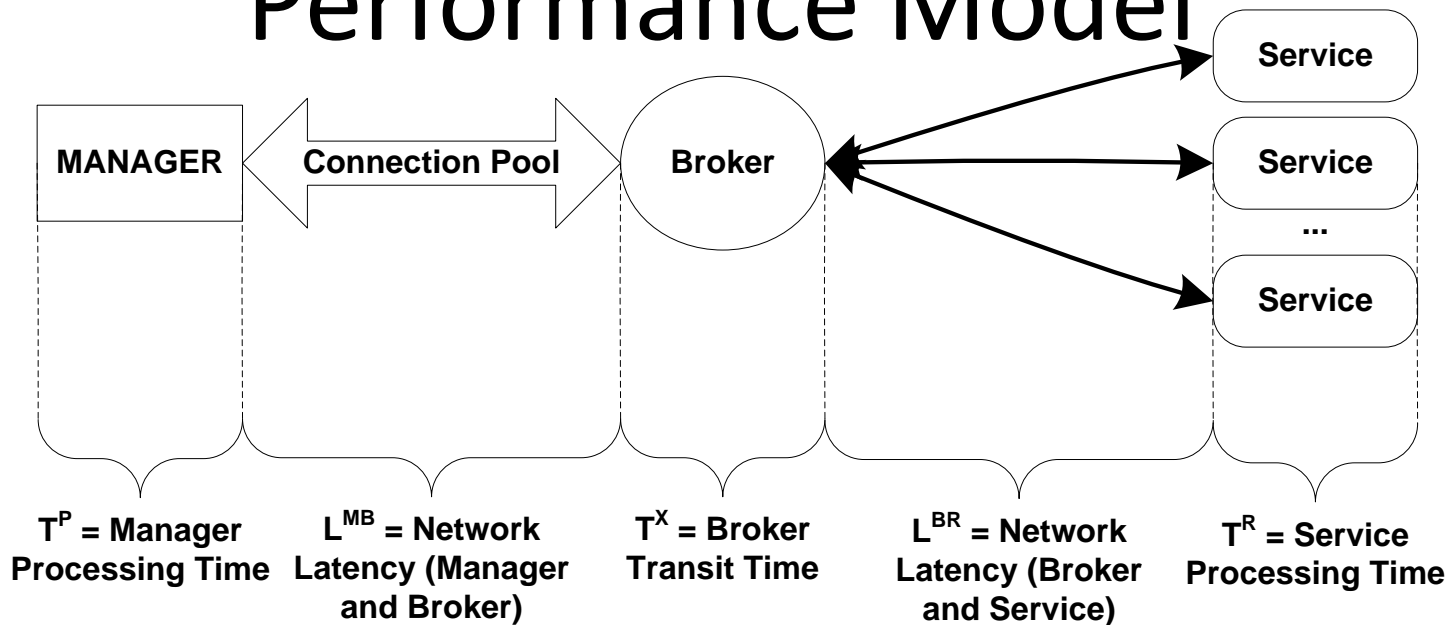 Performance Model
Service
MANAGER
Connection Pool
Broker
Service
...
Service
T^P = Manager
Processing Time
L^MB = Network
Latency (Manager
and Broker)
T^X = Broker
Transit Time
L^BR = Network
Latency (Broker
and Service)
T^R = Service
Processing Time